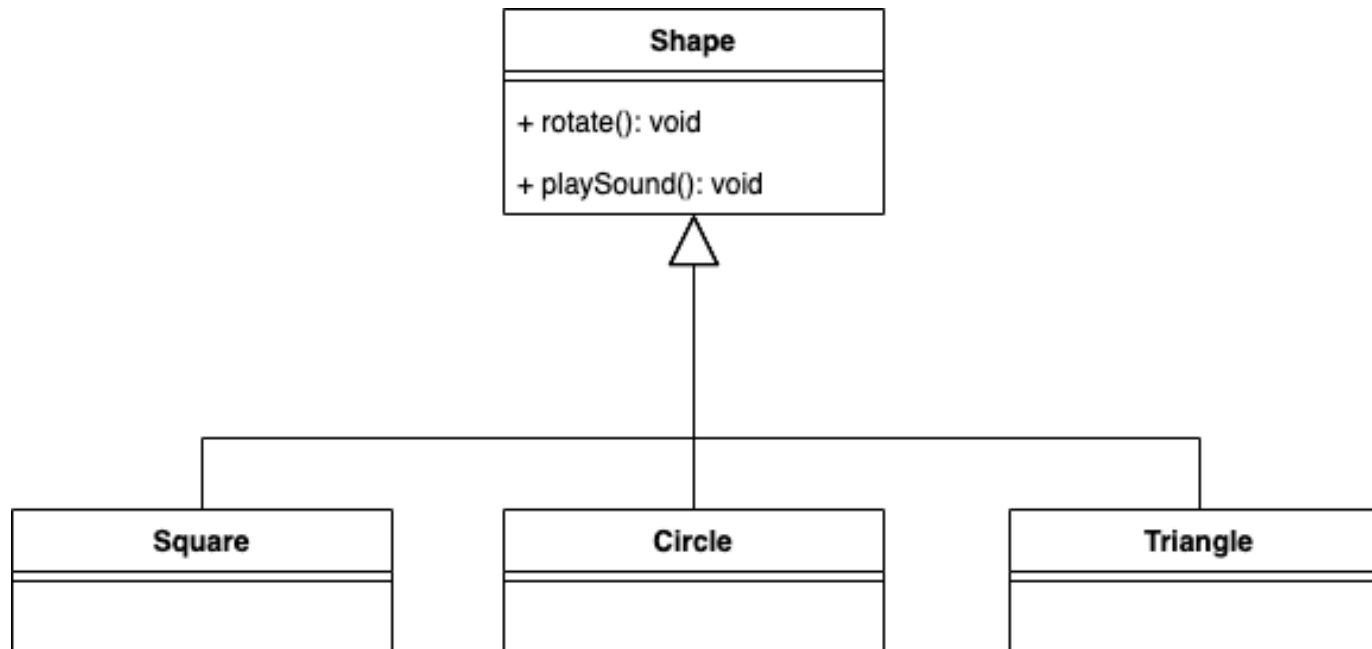 Shape
+ rotate(): void
+ playSound(): void
Square
Circle
Triangle